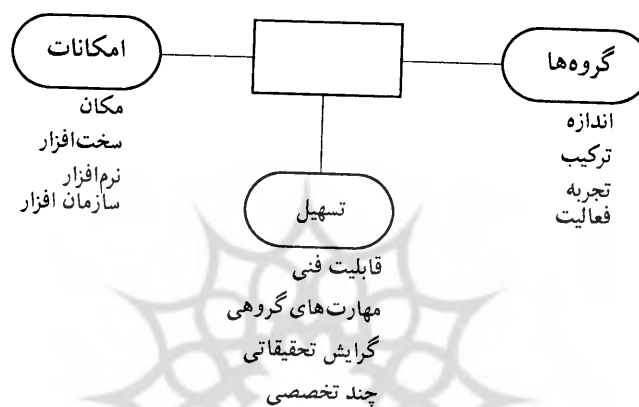 گروه‌ها
اندازه
ترکیب
تجربه
فعالیت
امکانات
مکان
سخت‌افزار
نرم‌افزار
سازمان افزار
تسهیل
قابلیت فنی
مهارت‌های گروهی
گرایش تحقیقاتی
چند تخصصی